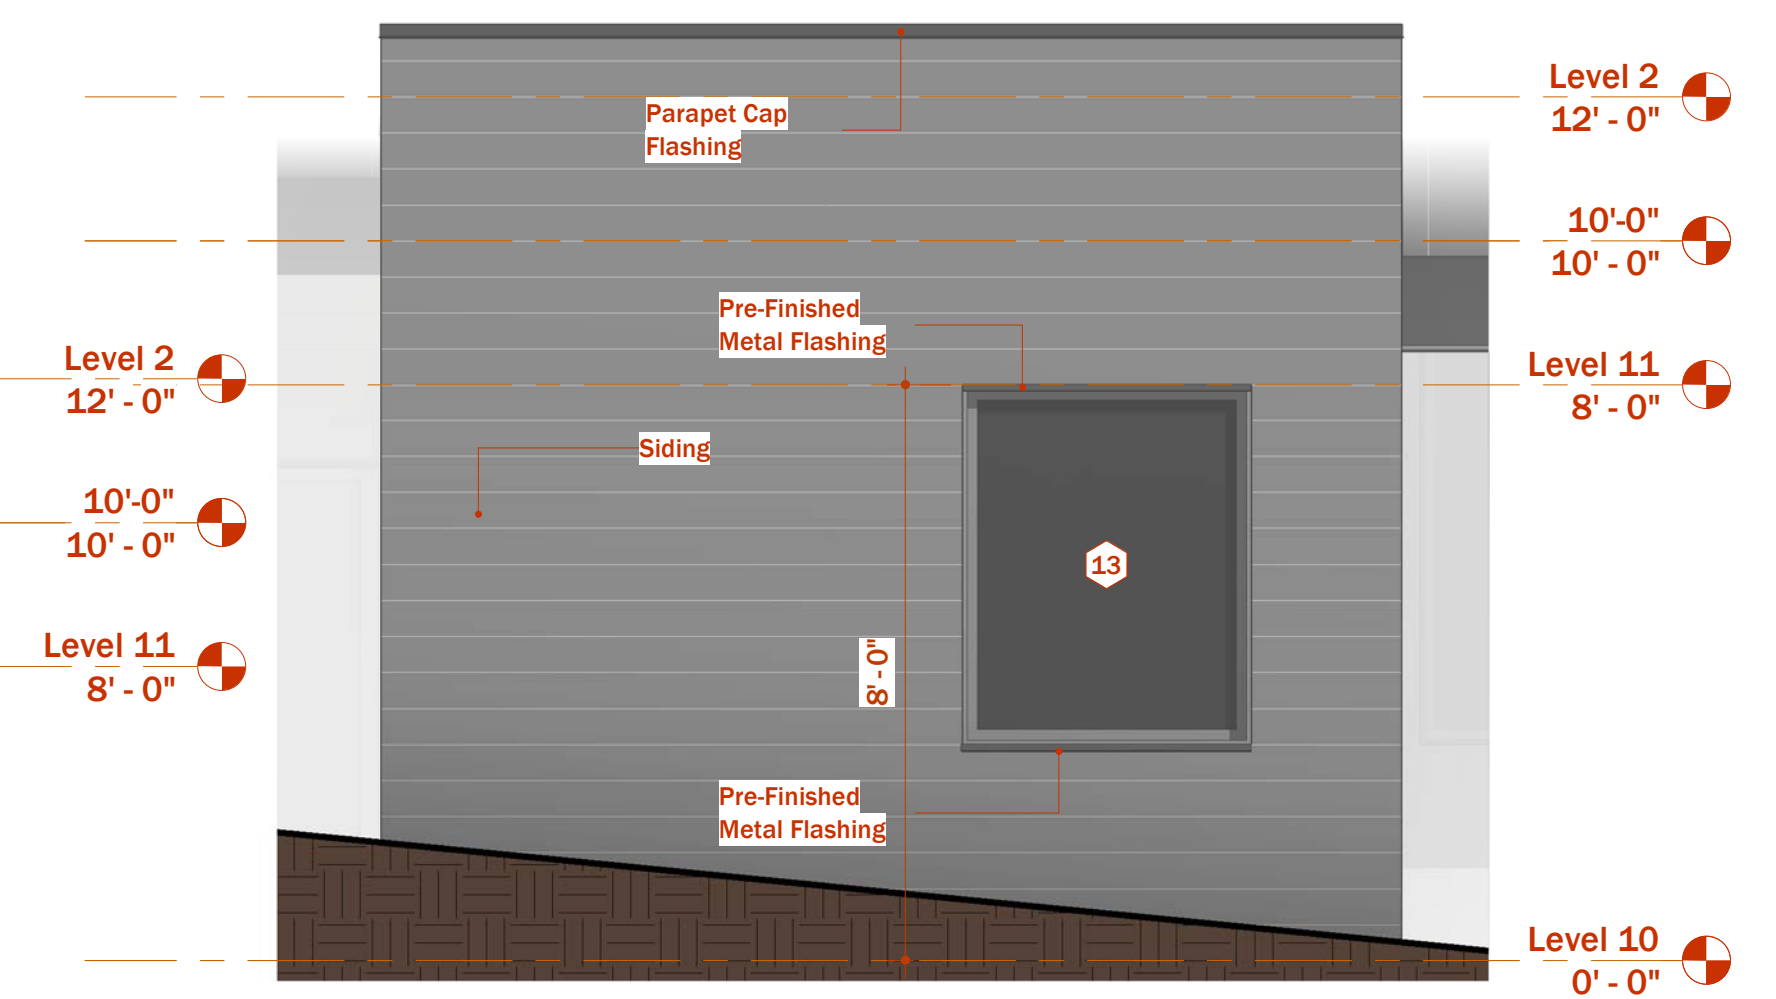 Level 2
12' - 0"
Parapet Cap
Flashing
10'-0"
10' - 0"
Pre-Finished
Metal Flashing
Level 2
12' - 0"
Level 11
8' - 0"
Siding
10'-0"
10' - 0"
13
Level 11
8' - 0"
8' - 0"
Pre-Finished
Metal Flashing
Level 10
0' - 0"